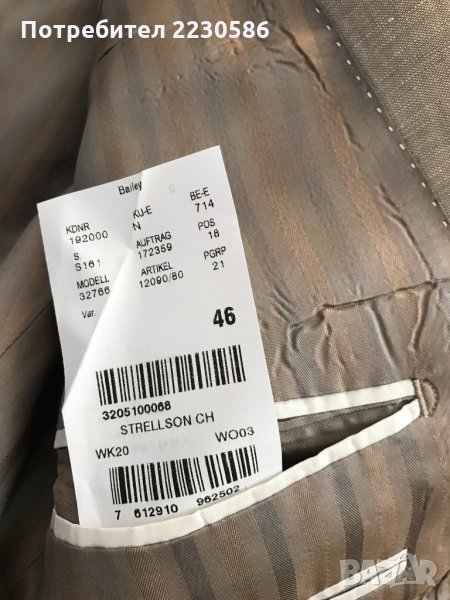 Потребител 2230586
Bailey
KDNR KU-E BE-E
192000 N 714
S. AUFTRAG POS
S161 172359 18
MODELL ARTIKEL PGRP
32766 12090/80 21
Var.
46
3205100068
STRELLSON CH
WK20 WO03
7 612910 962502
BAZAR